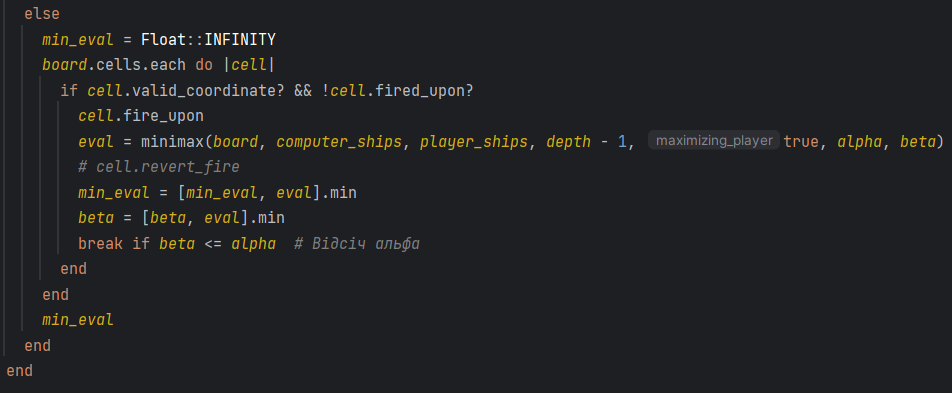 else
min_eval = Float::INFINITY
board.cells.each do |cell|
if cell.valid_coordinate? && !cell.fired_upon?
cell.fire_upon
eval = minimax(board, computer_ships, player_ships, depth - 1, maximizing_player true, alpha, beta)
# cell.revert_fire
min_eval = [min_eval, eval].min
beta = [beta, eval].min
break if beta <= alpha # Відсіч альфа
end
end
min_eval
end
end